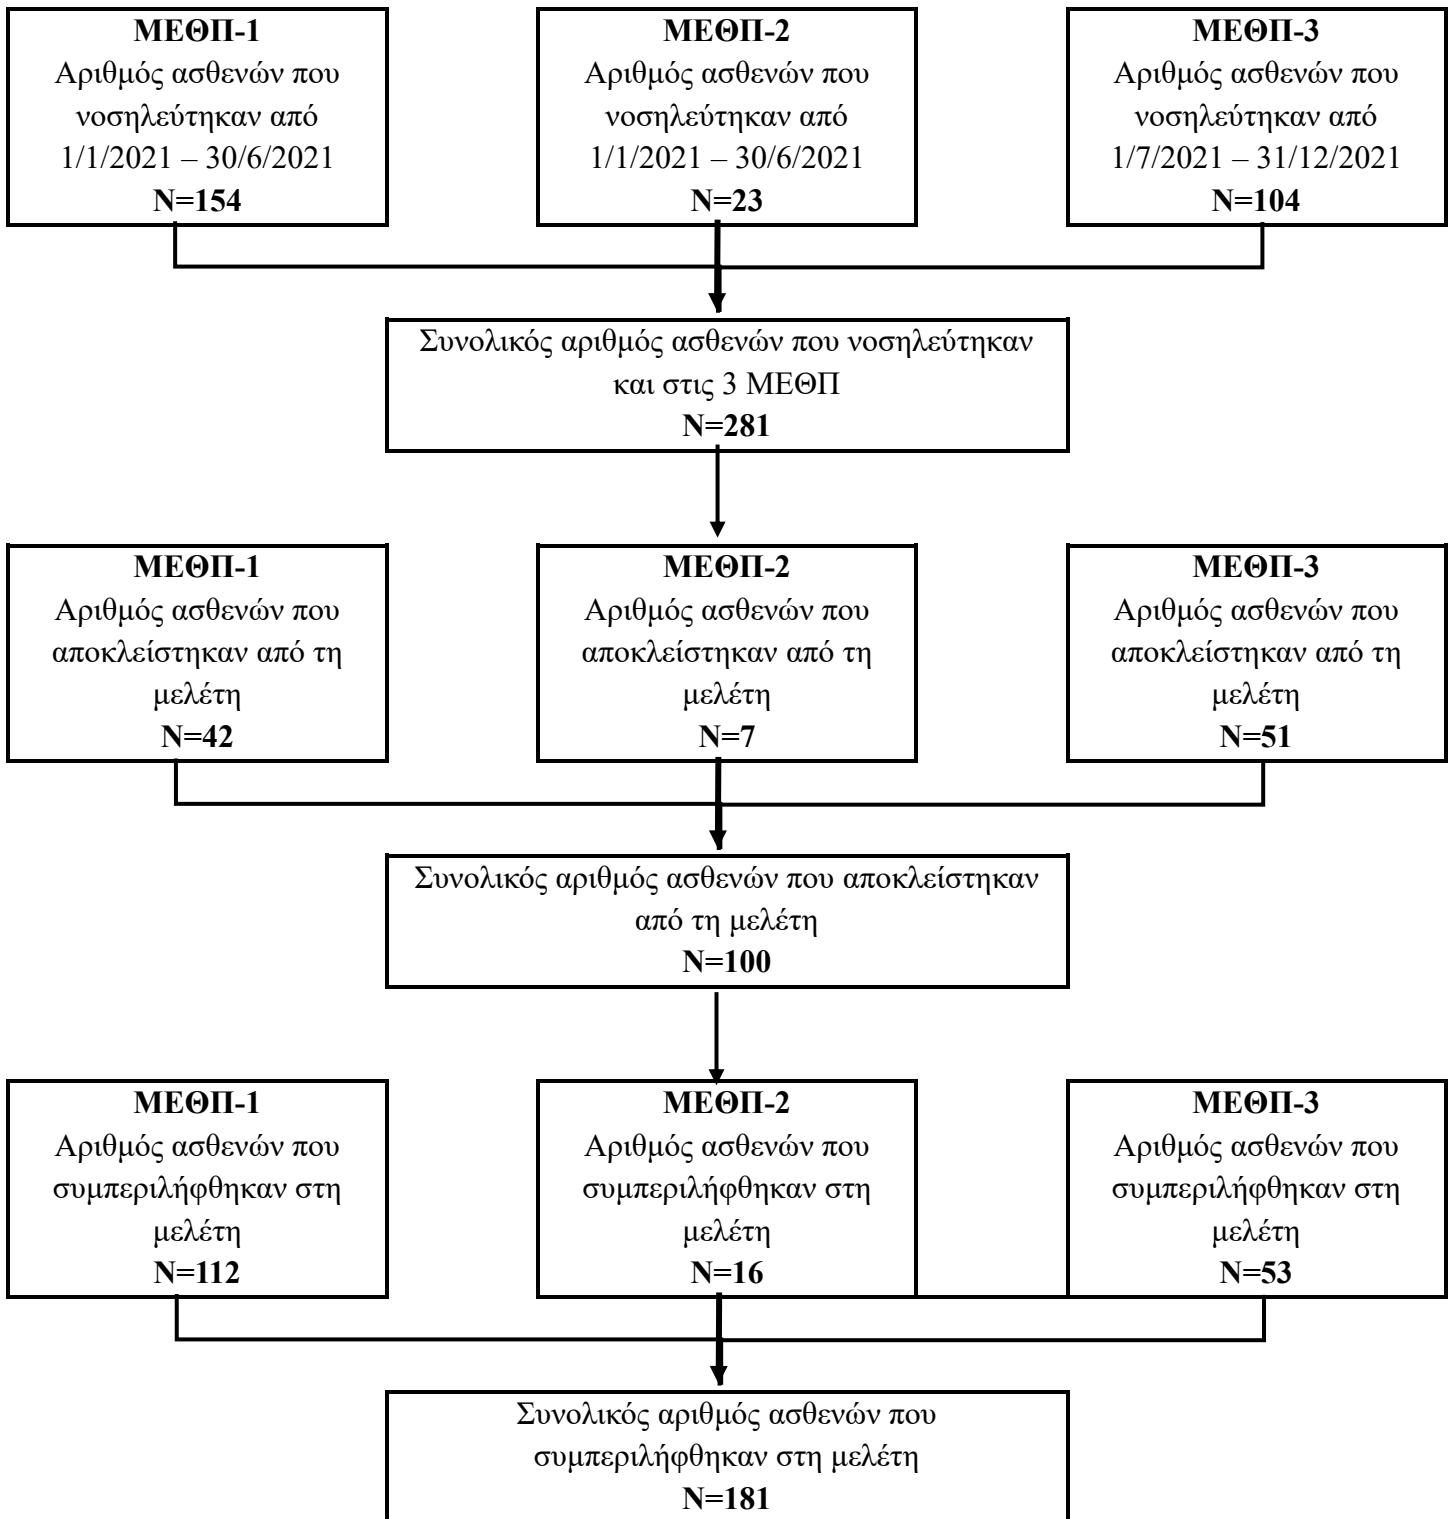 ΜΕΘΠ-1
Αριθμός ασθενών που
νοσηλεύτηκαν από
1/1/2021 – 30/6/2021
N=154
ΜΕΘΠ-2
Αριθμός ασθενών που
νοσηλεύτηκαν από
1/1/2021 – 30/6/2021
N=23
ΜΕΘΠ-3
Αριθμός ασθενών που
νοσηλεύτηκαν από
1/7/2021 – 31/12/2021
N=104
Συνολικός αριθμός ασθενών που νοσηλεύτηκαν
και στις 3 ΜΕΘΠ
N=281
ΜΕΘΠ-1
Αριθμός ασθενών που
αποκλείστηκαν από τη
μελέτη
N=42
ΜΕΘΠ-2
Αριθμός ασθενών που
αποκλείστηκαν από τη
μελέτη
N=7
ΜΕΘΠ-3
Αριθμός ασθενών που
αποκλείστηκαν από τη
μελέτη
N=51
Συνολικός αριθμός ασθενών που αποκλείστηκαν
από τη μελέτη
N=100
ΜΕΘΠ-1
Αριθμός ασθενών που
συμπεριλήφθηκαν στη
μελέτη
N=112
ΜΕΘΠ-2
Αριθμός ασθενών που
συμπεριλήφθηκαν στη
μελέτη
N=16
ΜΕΘΠ-3
Αριθμός ασθενών που
συμπεριλήφθηκαν στη
μελέτη
N=53
Συνολικός αριθμός ασθενών που
συμπεριλήφθηκαν στη μελέτη
N=181